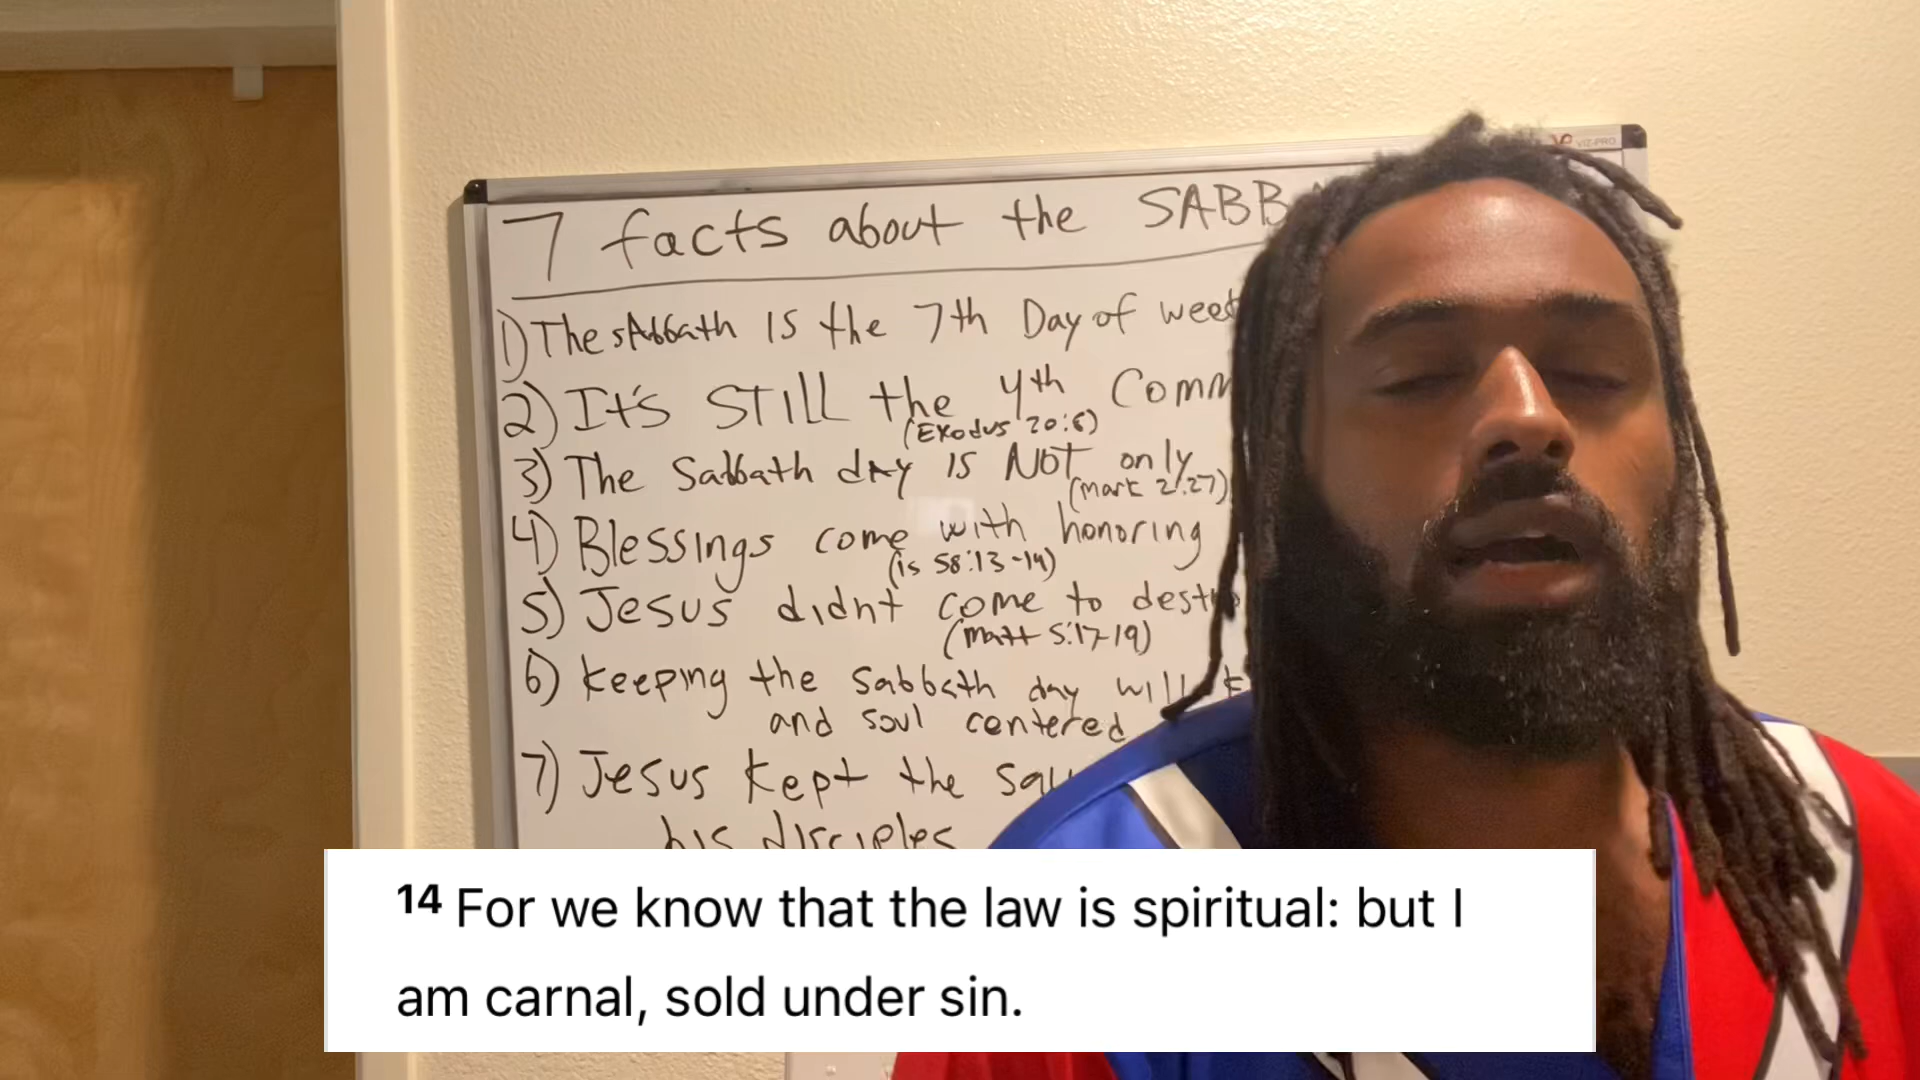 VIZ-PRO
7 facts about the SABB
1) The sAbbath IS the 7th Day of week
2) It's STILL the 4th Comm
(Exodus 20:8)
3) The Sabbath dAy IS NOT only
(mark 2:27)
4) Blessings come with honoring
(is 58:13-14)
5) Jesus didnt come to destro
(matt 5:17-19)
6) keeping the Sabbath day will k
and soul centered
7) Jesus kept the sa
his disciples
14 For we know that the law is spiritual: but I
am carnal, sold under sin.